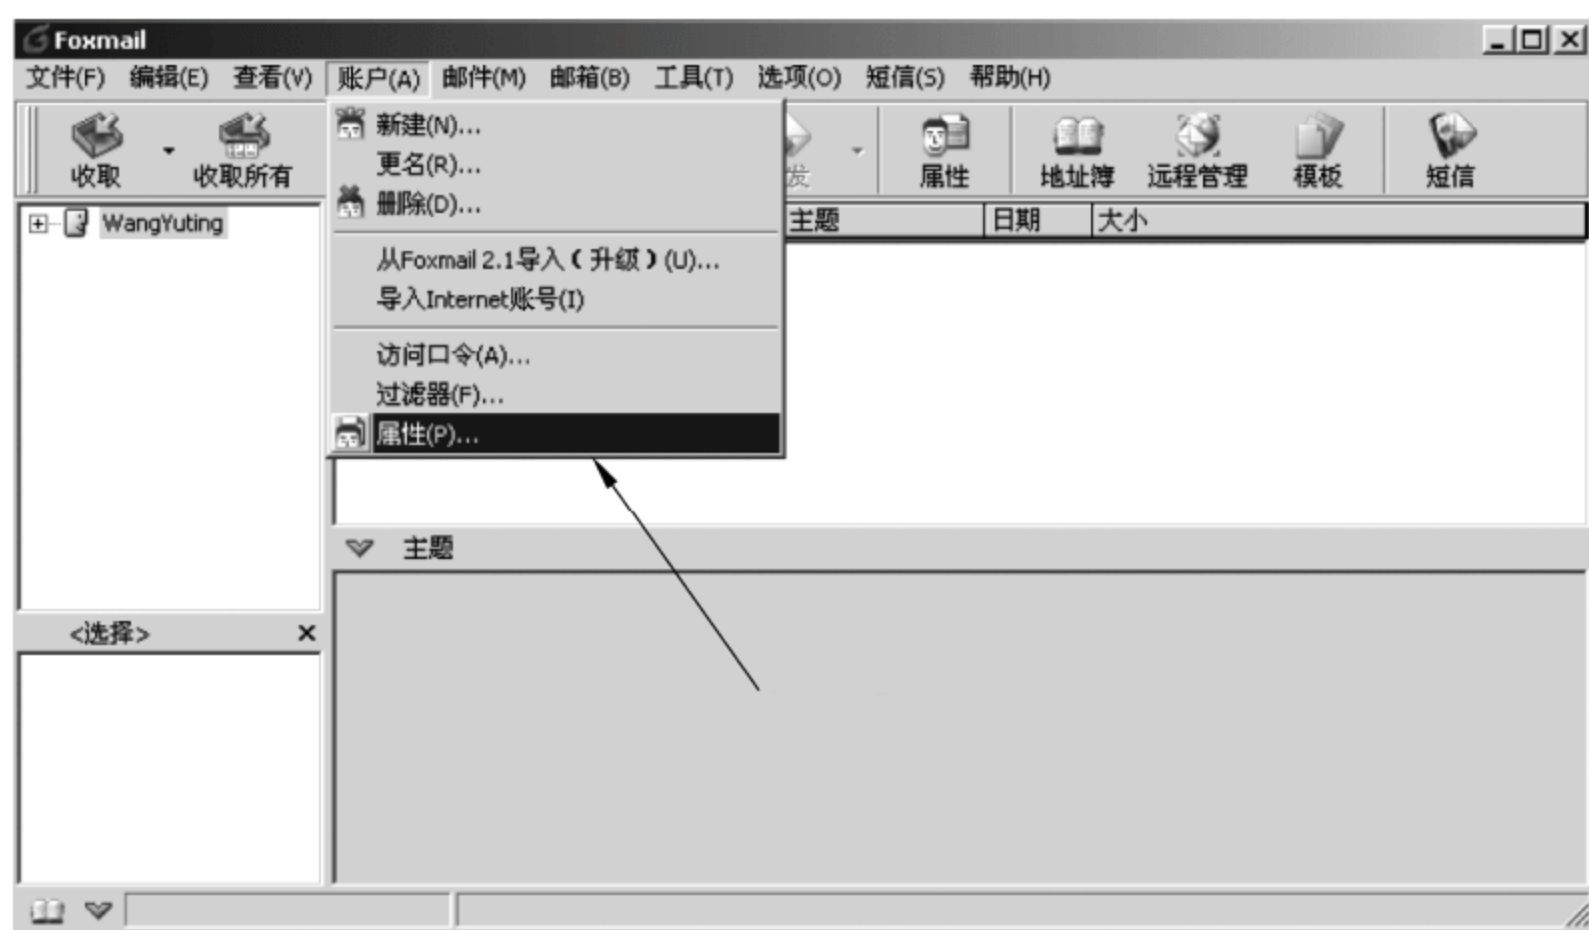 Foxmail
文件(F) 编辑(E) 查看(V) 账户(A) 邮件(M) 邮箱(B) 工具(T) 选项(O) 短信(S) 帮助(H)
收取 收取所有 发 属性 地址簿 远程管理 模板 短信
新建(N)...
更名(R)...
删除(D)...
从Foxmail 2.1导入（升级）(U)...
导入Internet账号(I)
访问口令(A)...
过滤器(F)...
属性(P)...
WangYuting
主题 日期 大小
主题
<选择>